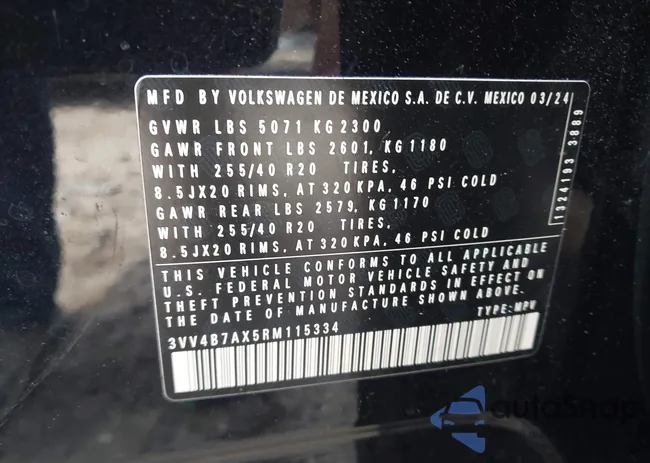 MFD BY VOLKSWAGEN DE MEXICO S.A. DE C.V. MEXICO 03/24
GVWR LBS 5071 KG 2300
GAWR FRONT LBS 2601, KG 1180
WITH 255/40 R20 TIRES,
8.5JX20 RIMS, AT 320 KPA, 46 PSI COLD
GAWR REAR LBS 2579, KG 1170
WITH 255/40 R20 TIRES,
8.5JX20 RIMS, AT 320 KPA, 46 PSI COLD
1324193 3889
THIS VEHICLE CONFORMS TO ALL APPLICABLE
U.S. FEDERAL MOTOR VEHICLE SAFETY AND
THEFT PREVENTION STANDARDS IN EFFECT ON
THE DATE OF MANUFACTURE SHOWN ABOVE.
TYPE: MPV
3VV4B7AX5RM115334
autoSnap